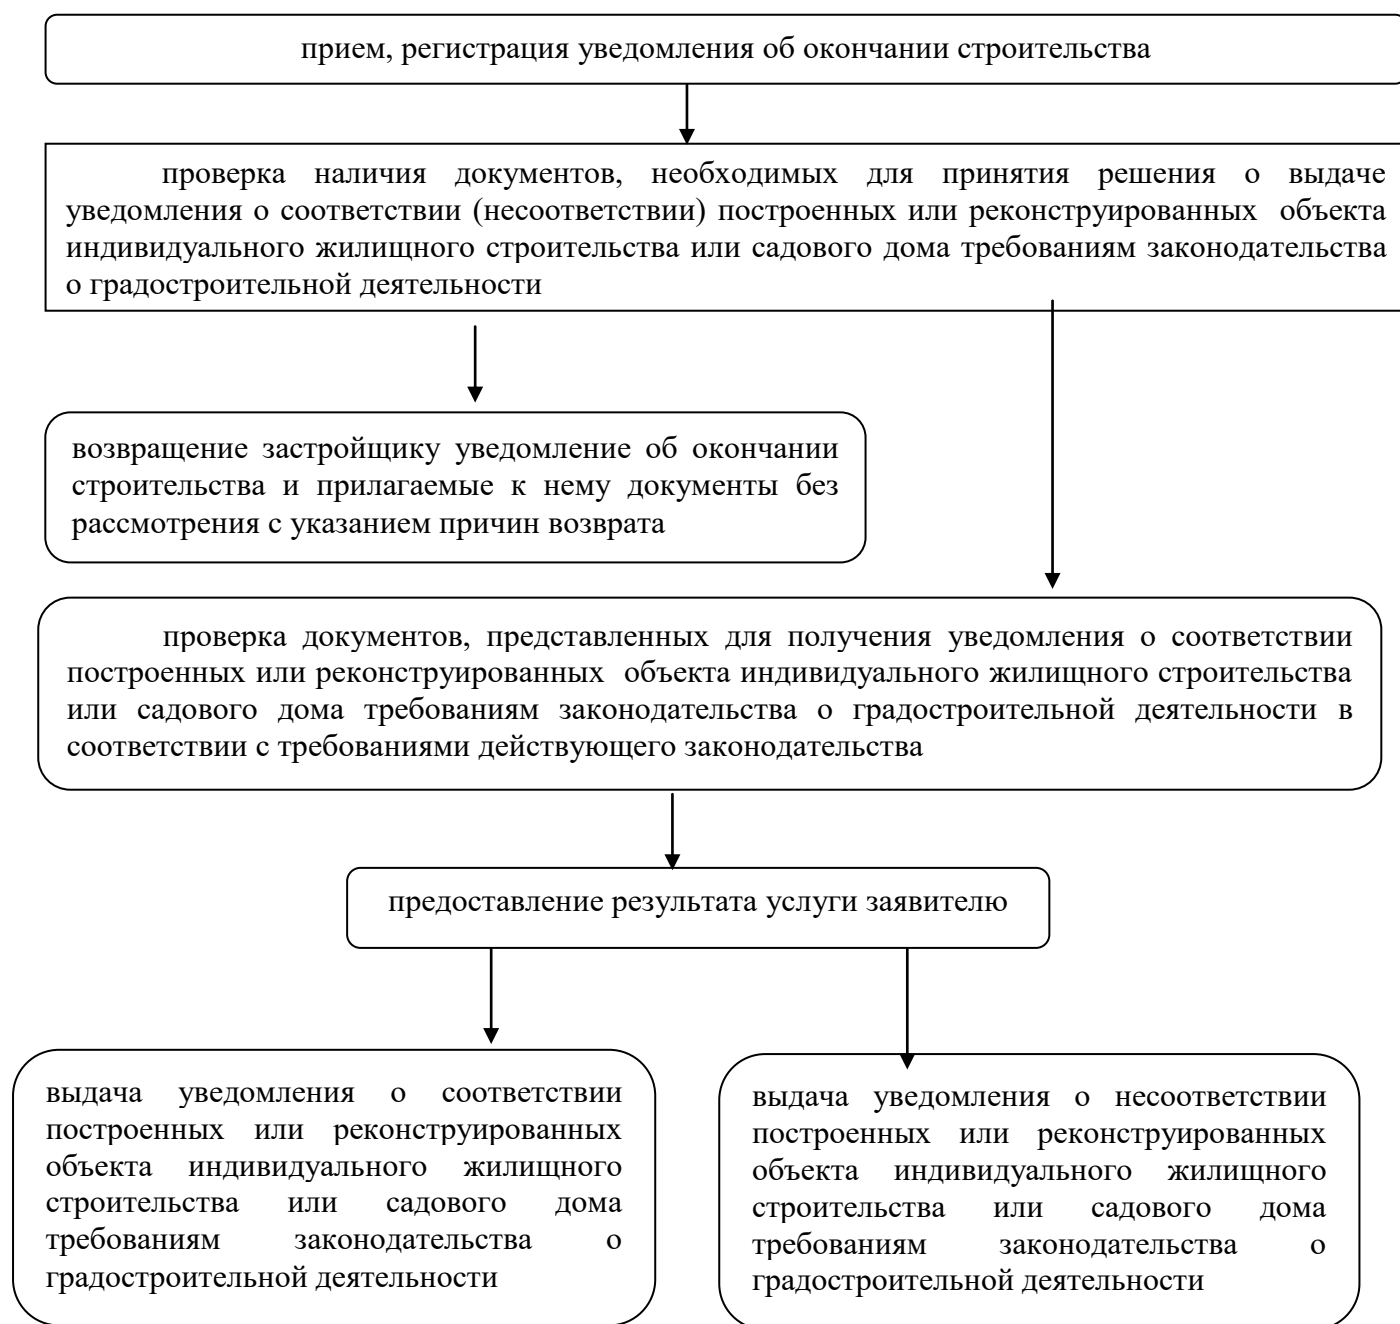 прием, регистрация уведомления об окончании строительства
проверка наличия документов, необходимых для принятия решения о выдаче
уведомления о соответствии (несоответствии) построенных или реконструированных объекта
индивидуального жилищного строительства или садового дома требованиям законодательства
о градостроительной деятельности
возвращение застройщику уведомление об окончании
строительства и прилагаемые к нему документы без
рассмотрения с указанием причин возврата
проверка документов, представленных для получения уведомления о соответствии
построенных или реконструированных объекта индивидуального жилищного строительства
или садового дома требованиям законодательства о градостроительной деятельности в
соответствии с требованиями действующего законодательства
предоставление результата услуги заявителю
выдача уведомления о соответствии
построенных или реконструированных
объекта индивидуального жилищного
строительства или садового дома
требованиям законодательства о
градостроительной деятельности
выдача уведомления о несоответствии
построенных или реконструированных
объекта индивидуального жилищного
строительства или садового дома
требованиям законодательства о
градостроительной деятельности